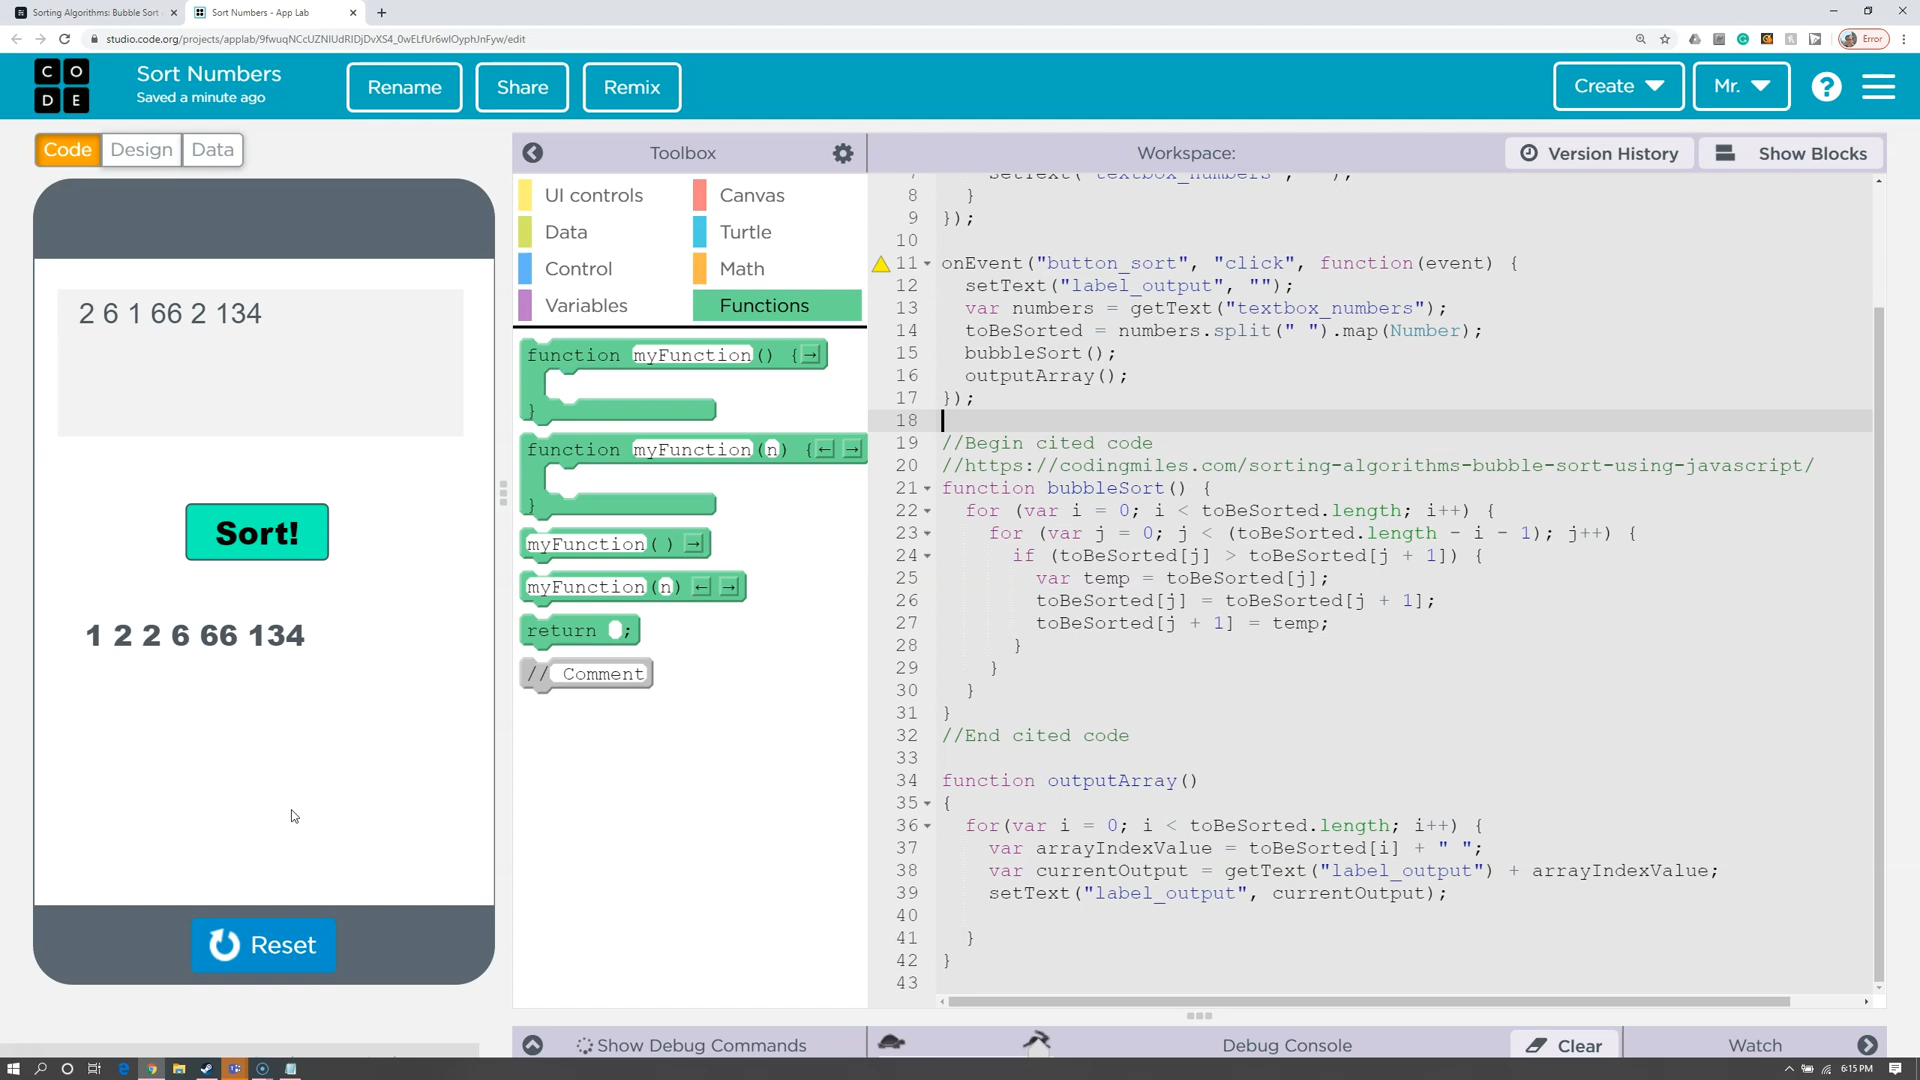 Sorting Algorithms: Bubble Sort
Sort Numbers - App Lab
studio.code.org/projects/applab/9fwuqNCcUZNIUdRIDjDvXS4_0wELfUr6wIOyphJnFyw/edit
Error
CODE
Sort Numbers
Saved a minute ago
Rename
Share
Remix
Create
Mr.
?
Code
Design
Data
Toolbox
Workspace:
Version History
Show Blocks
UI controls
Canvas
Data
Turtle
Control
Math
Variables
Functions
function myFunction() {
}
function myFunction(n) {
}
myFunction()
myFunction(n)
return ;
// Comment
2 6 1 66 2 134
Sort!
1 2 2 6 66 134
Reset
7 setText("textbox_numbers", "");
8 }
9 });
10
11 onEvent("button_sort", "click", function(event) {
12 setText("label_output", "");
13 var numbers = getText("textbox_numbers");
14 toBeSorted = numbers.split(" ").map(Number);
15 bubbleSort();
16 outputArray();
17 });
18
19 //Begin cited code
20 //https://codingmiles.com/sorting-algorithms-bubble-sort-using-javascript/
21 function bubbleSort() {
22 for (var i = 0; i < toBeSorted.length; i++) {
23 for (var j = 0; j < (toBeSorted.length - i - 1); j++) {
24 if (toBeSorted[j] > toBeSorted[j + 1]) {
25 var temp = toBeSorted[j];
26 toBeSorted[j] = toBeSorted[j + 1];
27 toBeSorted[j + 1] = temp;
28 }
29 }
30 }
31 }
32 //End cited code
33
34 function outputArray()
35 {
36 for(var i = 0; i < toBeSorted.length; i++) {
37 var arrayIndexValue = toBeSorted[i] + " ";
38 var currentOutput = getText("label_output") + arrayIndexValue;
39 setText("label_output", currentOutput);
40
41 }
42 }
43
Show Debug Commands
Debug Console
Clear
Watch
6:15 PM